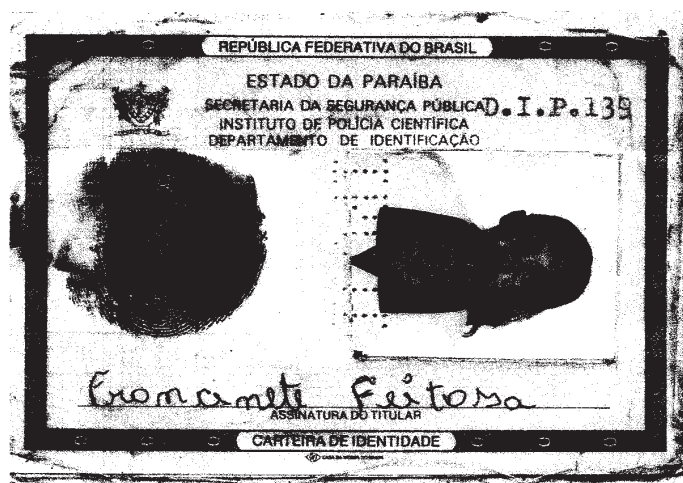 REPÚBLICA FEDERATIVA DO BRASIL
ESTADO DA PARAÍBA
SECRETARIA DA SEGURANÇA PÚBLICA D.I.P.139
INSTITUTO DE POLÍCIA CIENTÍFICA
DEPARTAMENTO DE IDENTIFICAÇÃO
Feitosa
ASSINATURA DO TITULAR
CARTEIRA DE IDENTIDADE